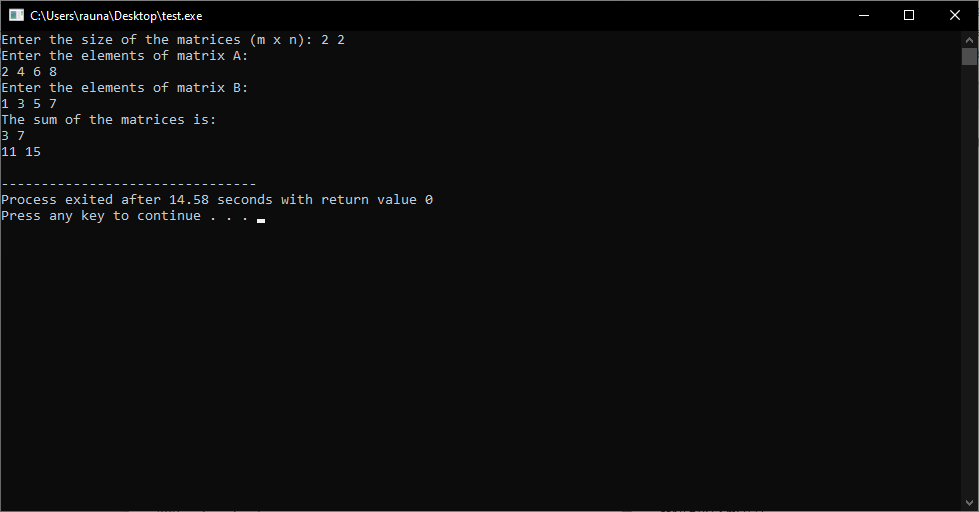 C:\Users\rauna\Desktop\test.exe
Enter the size of the matrices (m x n): 2 2
Enter the elements of matrix A:
2 4 6 8
Enter the elements of matrix B:
1 3 5 7
The sum of the matrices is:
3 7
11 15
--------------------------------
Process exited after 14.58 seconds with return value 0
Press any key to continue . . .